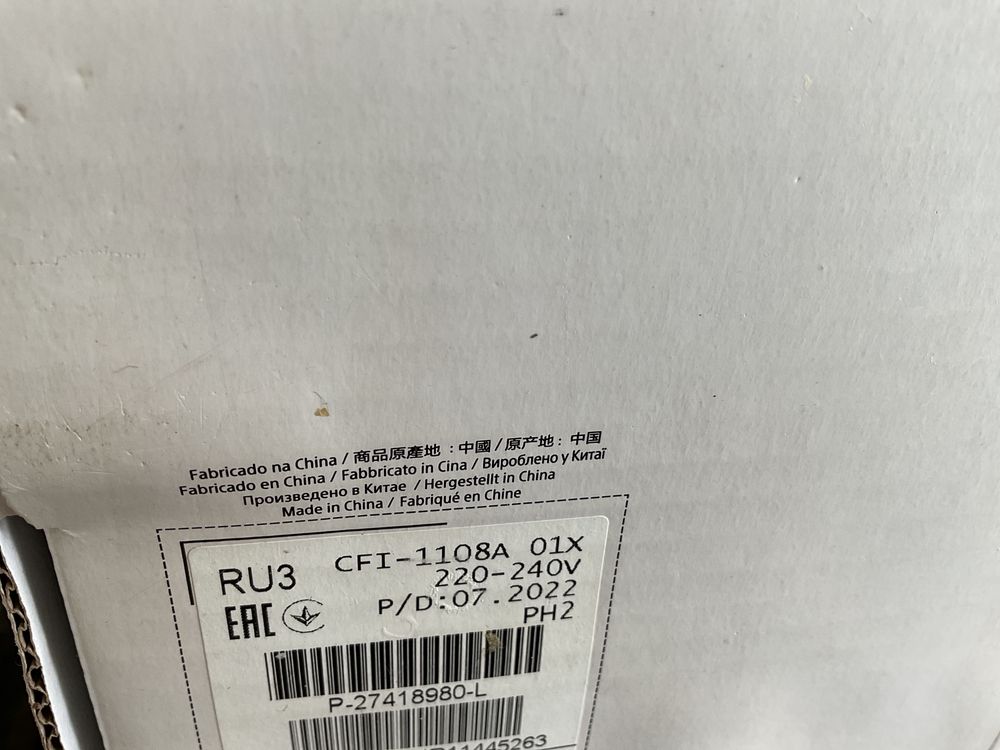 Fabricado na China / 商品原產地 : 中國 / 原产地: 中国
Fabricado en China / Fabbricato in Cina / Вироблено у Китаї
Произведено в Китае / Hergestellt in China
Made in China / Fabriqué en Chine
RU3 CFI-1108A 01X
220-240V
P/D:07.2022
EAC PH2
P-27418980-L
11445263